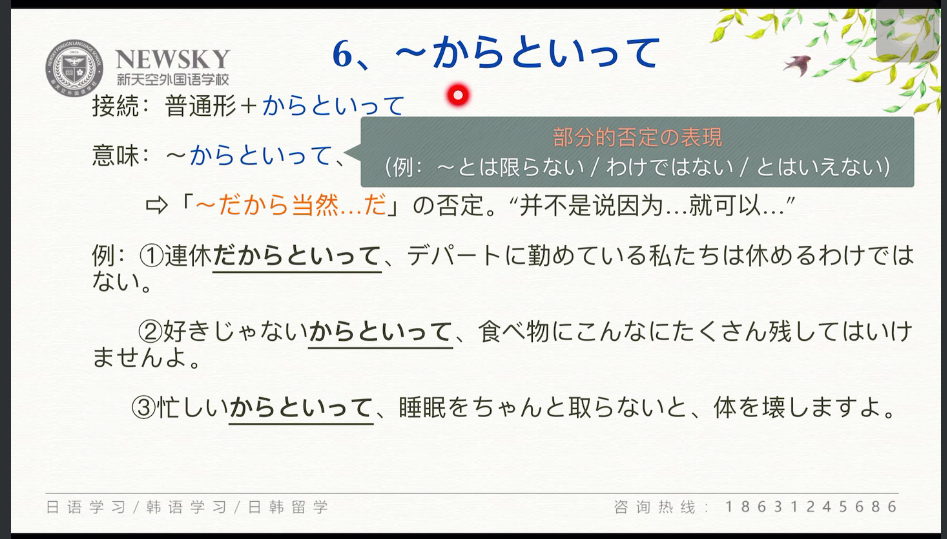 6、～からといって
NEWSKY
新天空外国语学校
接続：普通形＋からといって
部分的否定の表現
意味：～からといって、
（例：～とは限らない / わけではない / とはいえない）
⇨「～だから当然…だ」の否定。“并不是说因为…就可以…”
例：①連休だからといって、デパートに勤めている私たちは休めるわけでは
ない。
②好きじゃないからといって、食べ物にこんなにたくさん残してはいけ
ませんよ。
③忙しいからといって、睡眠をちゃんと取らないと、体を壊しますよ。
日语学习/韩语学习/日韩留学
咨询热线：18631245686